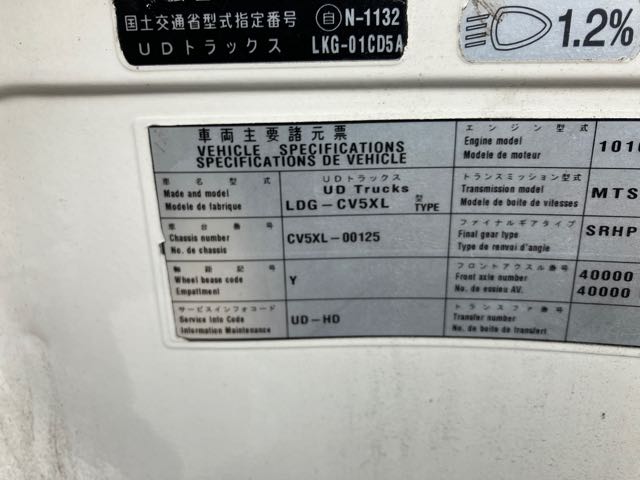 国土交通省型式指定番号 自 N-1132
UDトラックス LKG-01CD5A
1.2%
車両主要諸元票
VEHICLE SPECIFICATIONS
SPECIFICATIONS DE VEHICLE
車名型式
Made and model
Modele de fabrique
UDトラックス
UD Trucks
LDG-CV5XL 型 TYPE
車台番号
Chassis number
No. de chassis
CV5XL-00125
軸距記号
Wheel base code
Empattment
Y
サービスインフォコード
Service Info Code
Information Maintenance
UD-HD
エンジン型式
Engine model
Modele de moteur
トランスミッション型式
Transmission model
Modele de boite de vitesses
MTS
ファイナルギアタイプ
Final gear type
Type de renvoi d'angle
SRHP
フロントアクスル番号
Front axle number
No. de essieu AV.
40000
40000
トランスファ番号
Transfer number
No. de boite de transfert